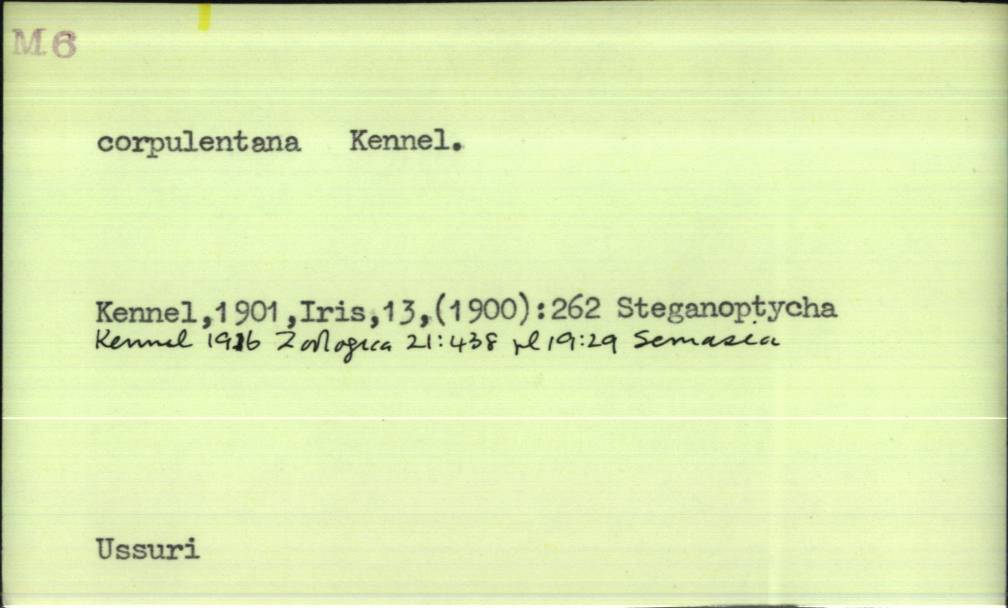 M6
corpulentana Kennel.
Kennel,1901,Iris,13,(1900):262 Steganoptycha
Kennel 1916 Zoologica 21:438 pl 19:29 Semasia
Ussuri